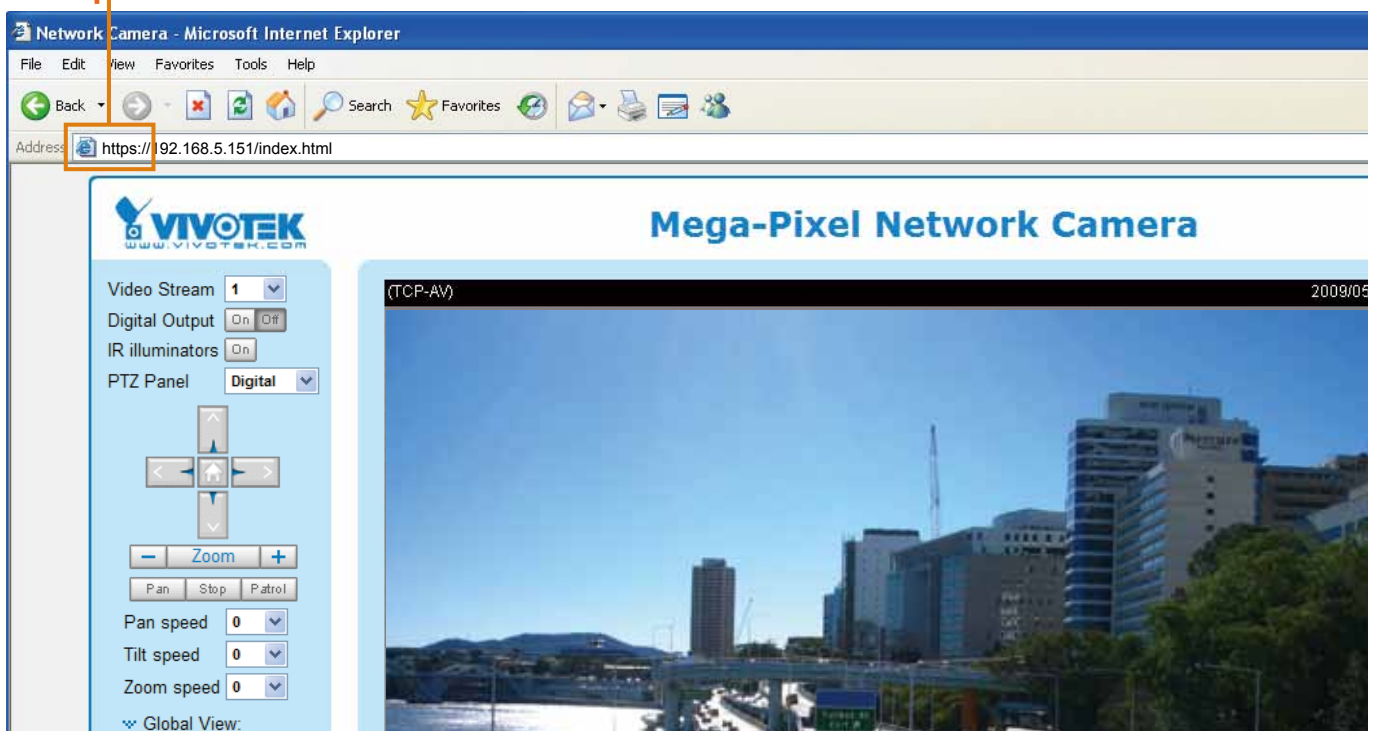 Network Camera - Microsoft Internet Explorer
File Edit View Favorites Tools Help
Back Search Favorites
Address https://192.168.5.151/index.html
VIVOTEK
www.vivotek.com
Mega-Pixel Network Camera
Video Stream 1
(TCP-AV) 2009/05
Digital Output On Off
IR illuminators On
PTZ Panel Digital
− Zoom +
Pan Stop Patrol
Pan speed 0
Tilt speed 0
Zoom speed 0
Global View: